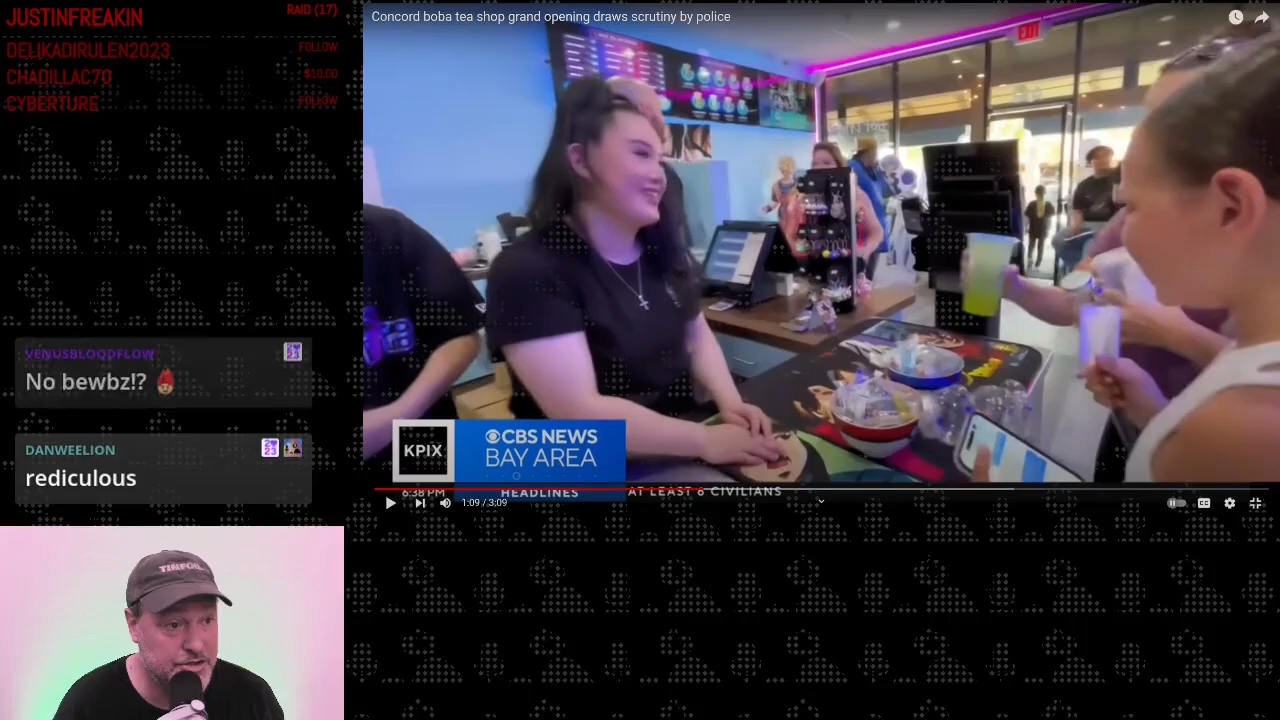 JUSTINFREAKIN RAID (17)
DELIKADIRULEN2023 FOLLOW
CHADILLAC70 $10.00
CYBERTURE FOLLOW
Concord boba tea shop grand opening draws scrutiny by police
EXIT
VENUSBLOODFLOW
No bewbz!?
DANWEELION
rediculous
KPIX
CBS NEWS
BAY AREA
6:38 PM HEADLINES AT LEAST 6 CIVILIANS
1:09 / 3:09
CC
TINFOIL